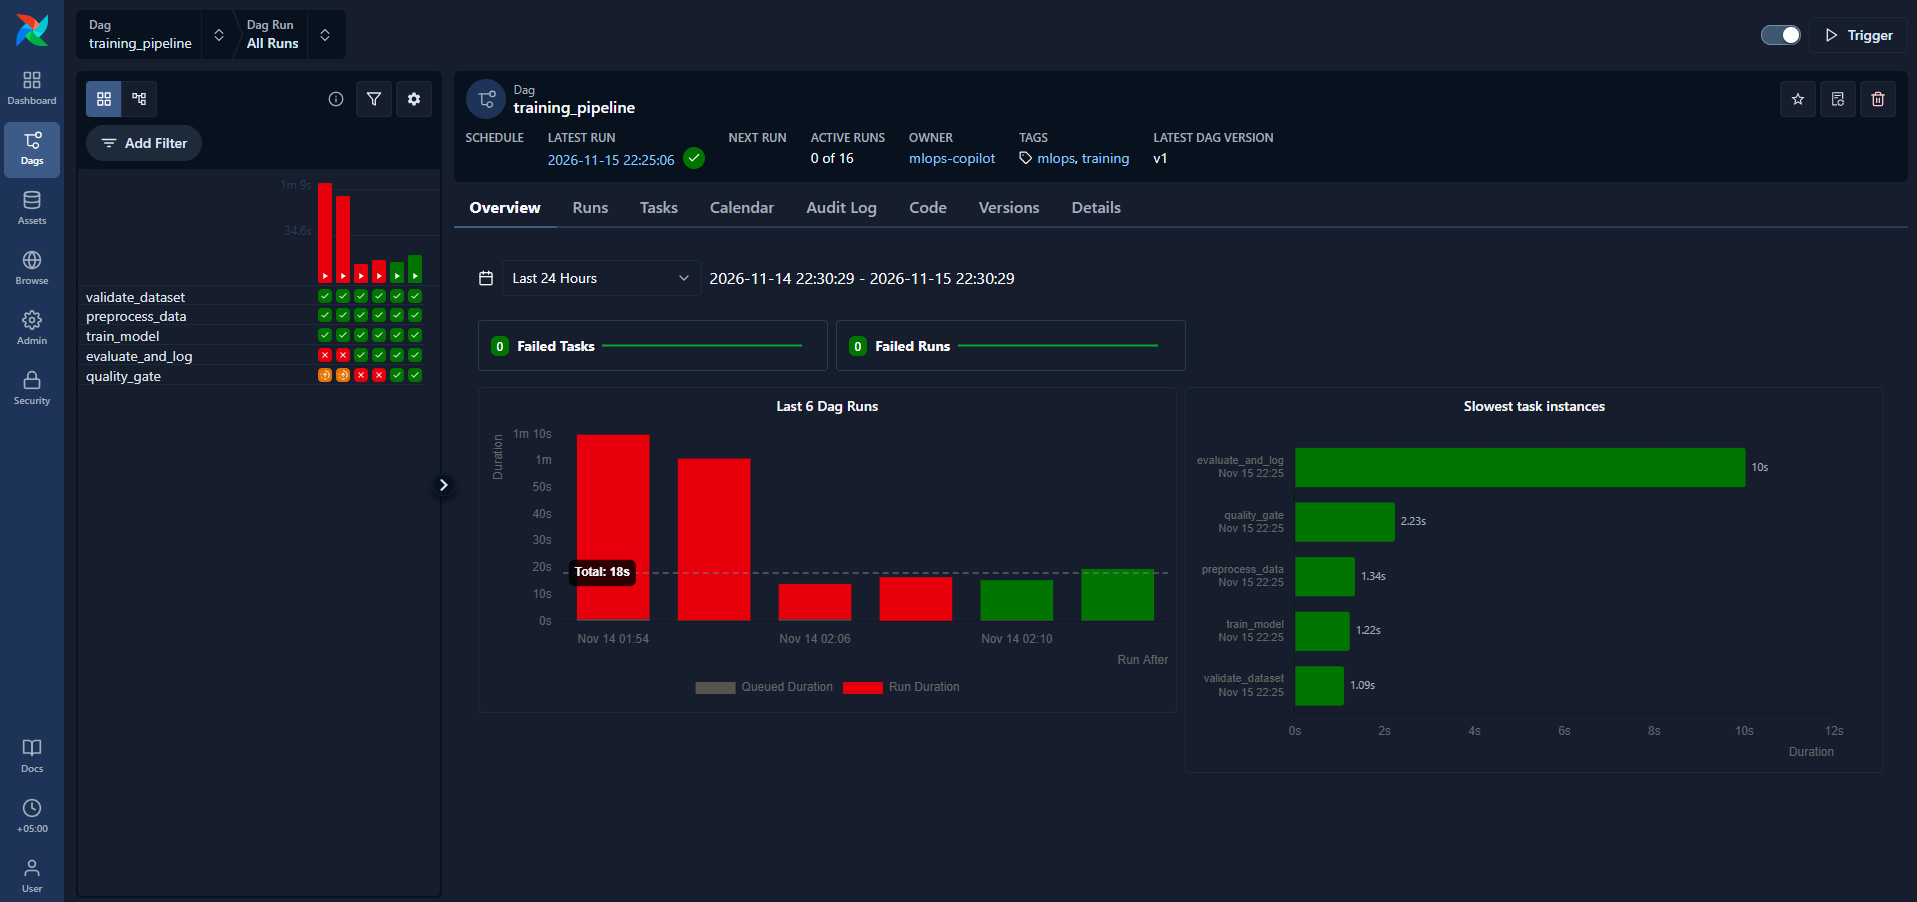 Dag
training_pipeline
Dag Run
All Runs
Trigger
Dashboard
Dags
Assets
Browse
Admin
Security
Docs
+05:00
User
Add Filter
1m 9s
34.6s
validate_dataset
preprocess_data
train_model
evaluate_and_log
quality_gate
Dag
training_pipeline
SCHEDULE
LATEST RUN
2026-11-15 22:25:06
NEXT RUN
ACTIVE RUNS
0 of 16
OWNER
mlops-copilot
TAGS
mlops, training
LATEST DAG VERSION
v1
Overview
Runs
Tasks
Calendar
Audit Log
Code
Versions
Details
Last 24 Hours
2026-11-14 22:30:29 - 2026-11-15 22:30:29
0 Failed Tasks
0 Failed Runs
Last 6 Dag Runs
Duration
1m 10s
1m
50s
40s
30s
20s
10s
0s
Total: 18s
Nov 14 01:54
Nov 14 02:06
Nov 14 02:10
Run After
Queued Duration
Run Duration
Slowest task instances
evaluate_and_log
Nov 15 22:25
10s
quality_gate
Nov 15 22:25
2.23s
preprocess_data
Nov 15 22:25
1.34s
train_model
Nov 15 22:25
1.22s
validate_dataset
Nov 15 22:25
1.09s
0s
2s
4s
6s
8s
10s
12s
Duration